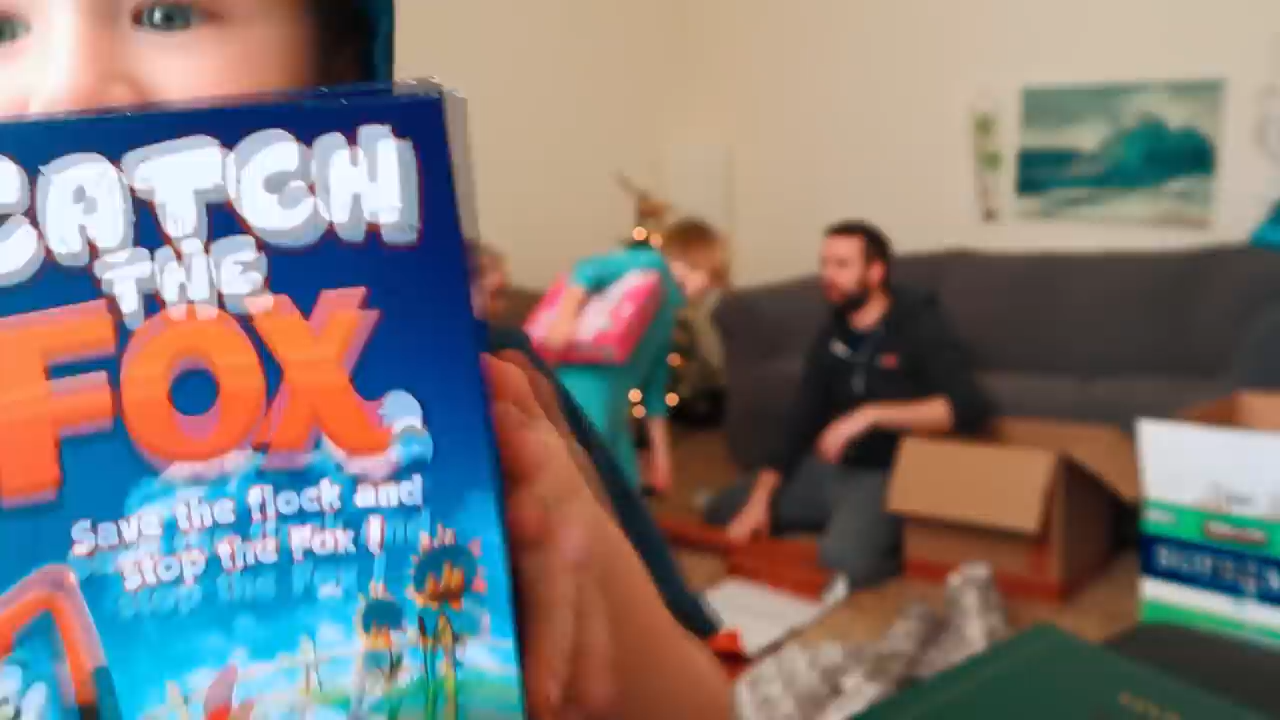 CATCH
THE
FOX
Save the flock and
Stop the Fox !